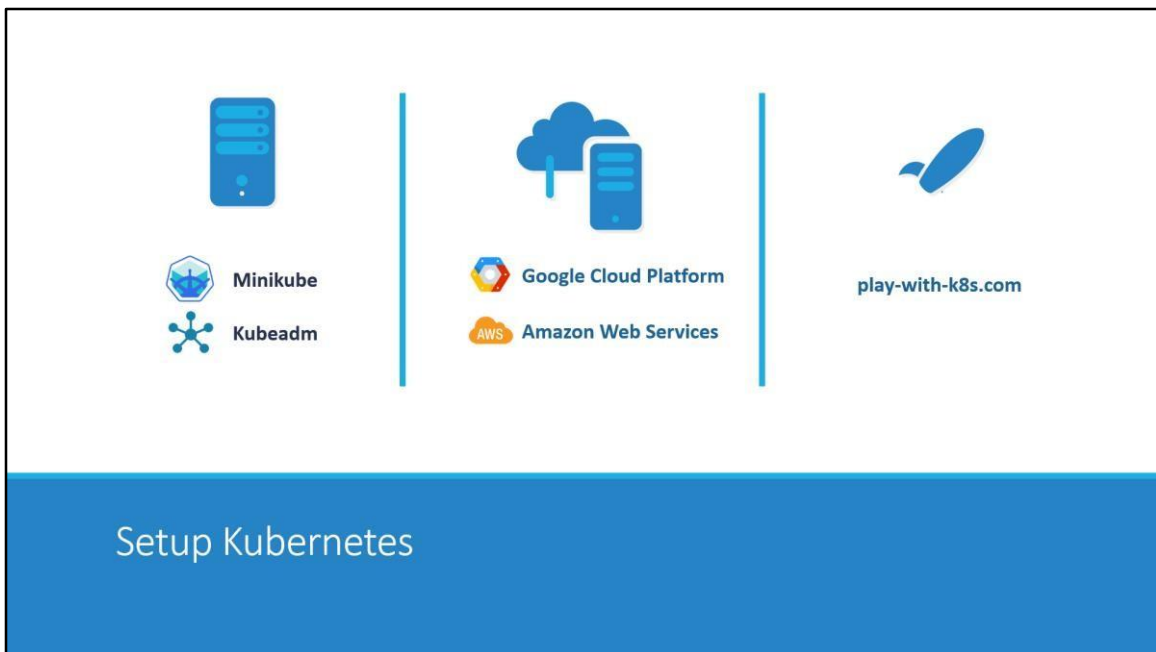 Minikube
Kubeadm
Google Cloud Platform
AWS
Amazon Web Services
play-with-k8s.com
Setup Kubernetes